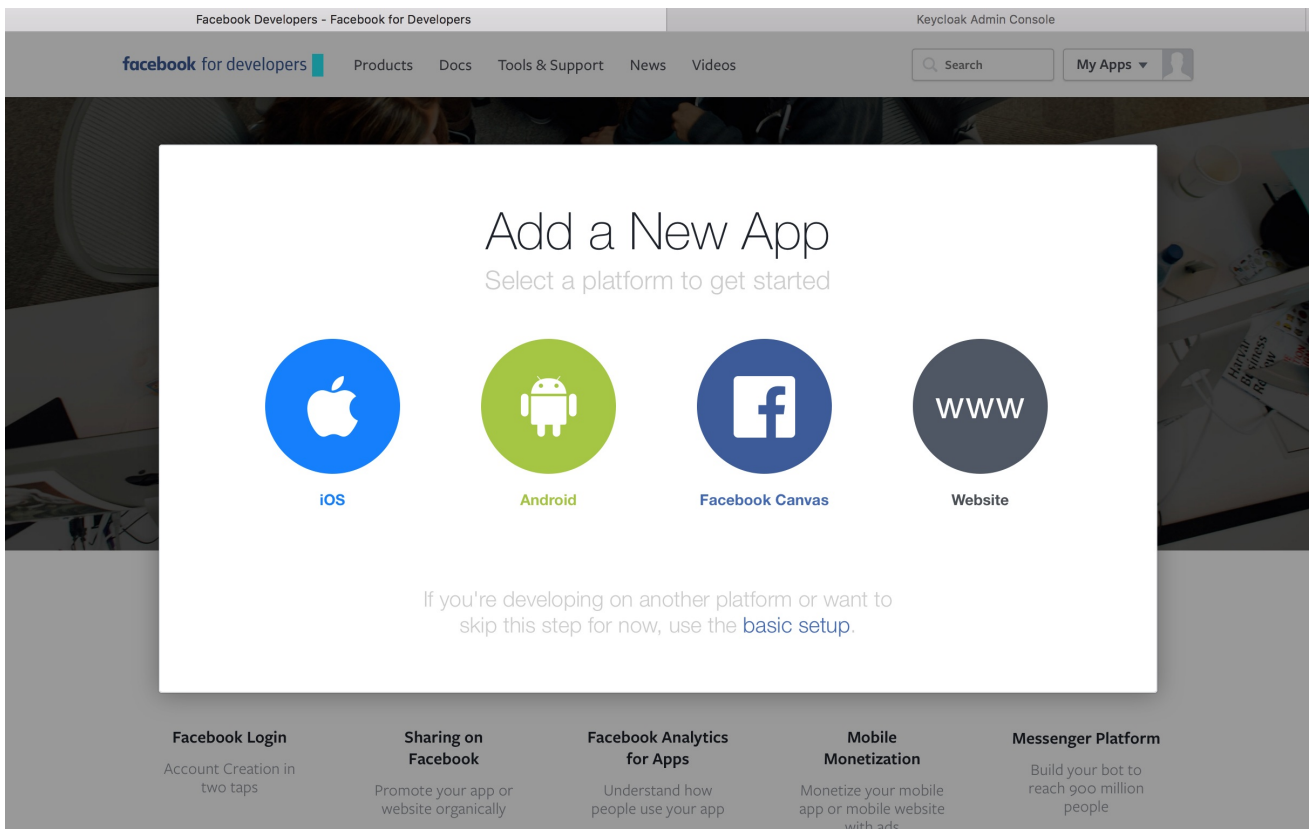 Facebook Developers - Facebook for Developers
Keycloak Admin Console
facebook for developers
Products
Docs
Tools & Support
News
Videos
Search
My Apps
Add a New App
Select a platform to get started
www
iOS
Android
Facebook Canvas
Website
If you're developing on another platform or want to
skip this step for now, use the basic setup.
Facebook Login
Account Creation in
two taps
Sharing on
Facebook
Promote your app or
website organically
Facebook Analytics
for Apps
Understand how
people use your app
Mobile
Monetization
Monetize your mobile
app or mobile website
with ads
Messenger Platform
Build your bot to
reach 900 million
people